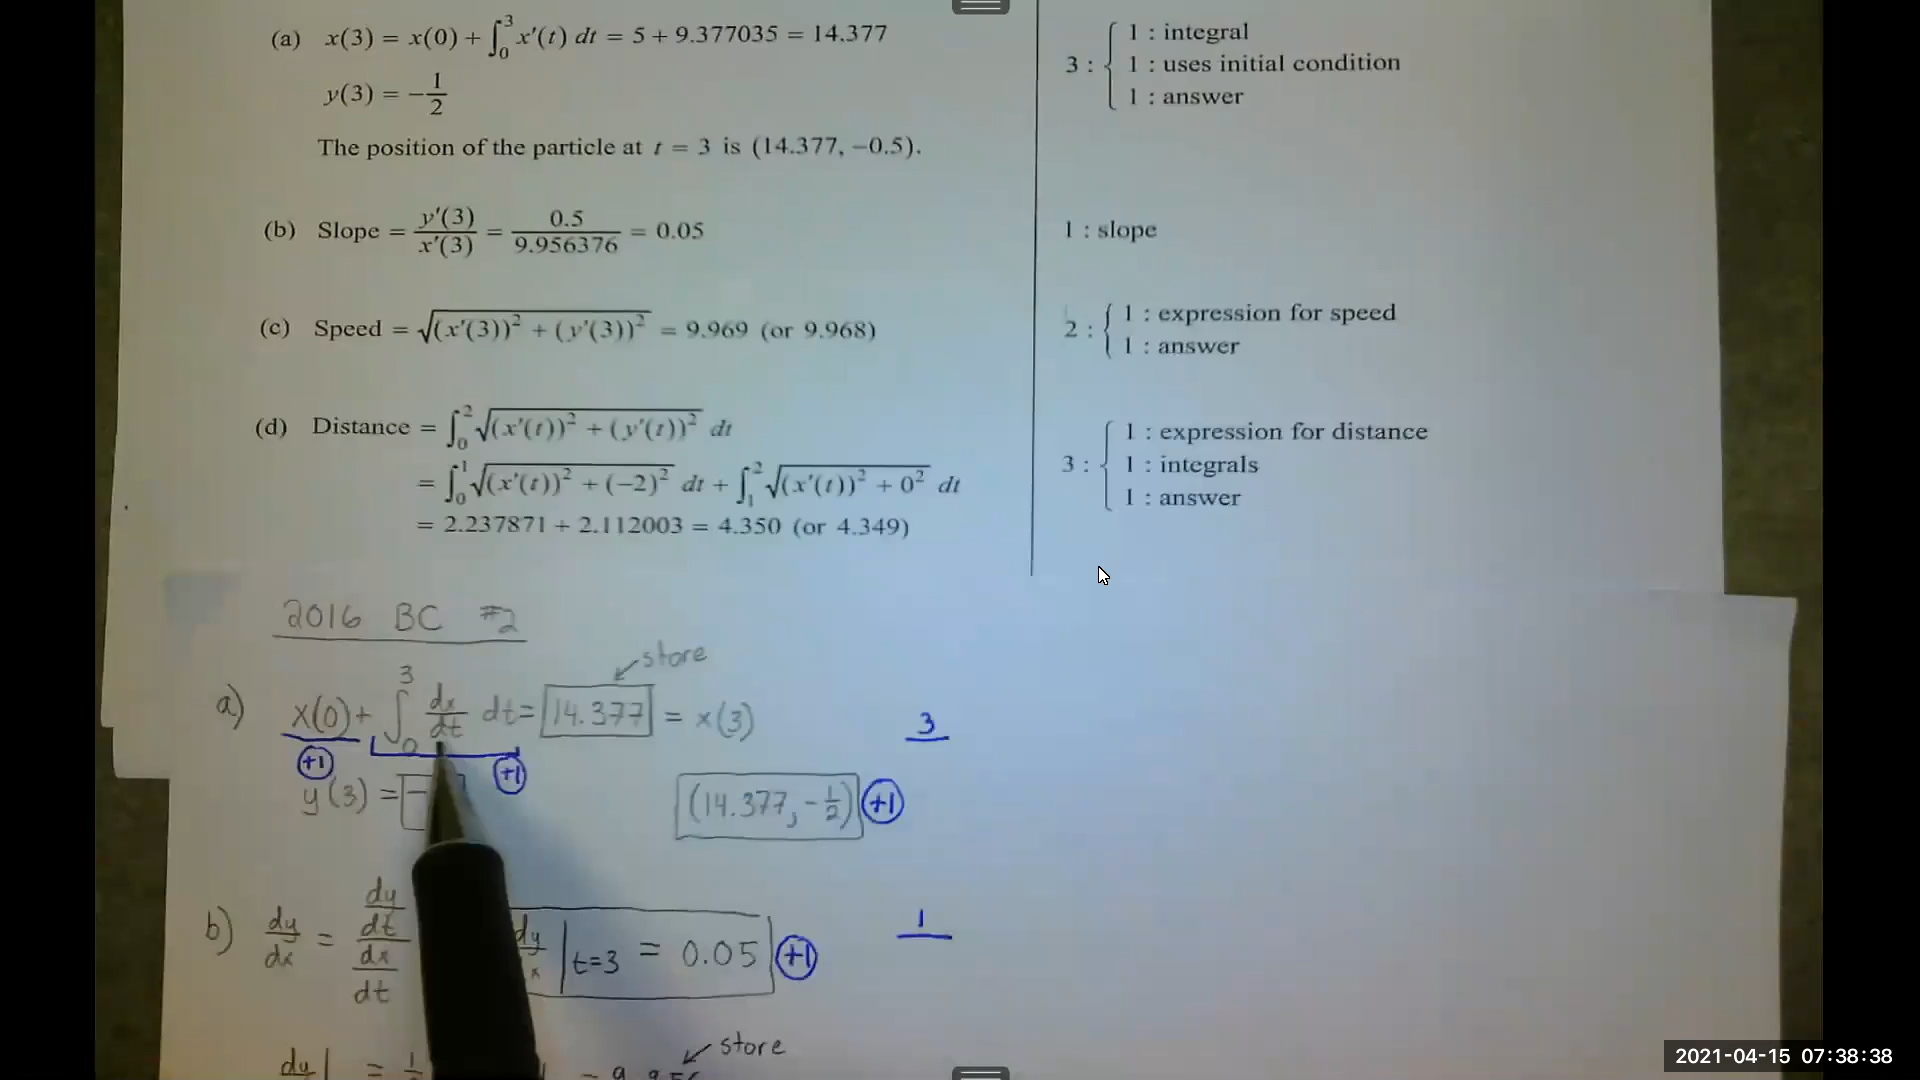 (a) x(3) = x(0) + ∫₀³ x′(t) dt = 5 + 9.377035 = 14.377
y(3) = −1/2
The position of the particle at t = 3 is (14.377, −0.5).
3 : { 1 : integral
1 : uses initial condition
1 : answer
(b) Slope = y′(3)/x′(3) = 0.5/9.956376 = 0.05
1 : slope
(c) Speed = √((x′(3))² + (y′(3))²) = 9.969 (or 9.968)
2 : { 1 : expression for speed
1 : answer
(d) Distance = ∫₀² √((x′(t))² + (y′(t))²) dt
= ∫₀¹ √((x′(t))² + (−2)²) dt + ∫₁² √((x′(t))² + 0²) dt
= 2.237871 + 2.112003 = 4.350 (or 4.349)
3 : { 1 : expression for distance
1 : integrals
1 : answer
2016 BC #2
store
a) x(0) + ∫₀³ dx/dt dt = 14.377 = x(3) 3
+1 +1
y(3) = −
(14.377, −1/2) +1
b) dy/dx = dy/dt / dx/dt
dy | t=3 = 0.05 +1 1
store
dy| =
2021-04-15 07:38:38